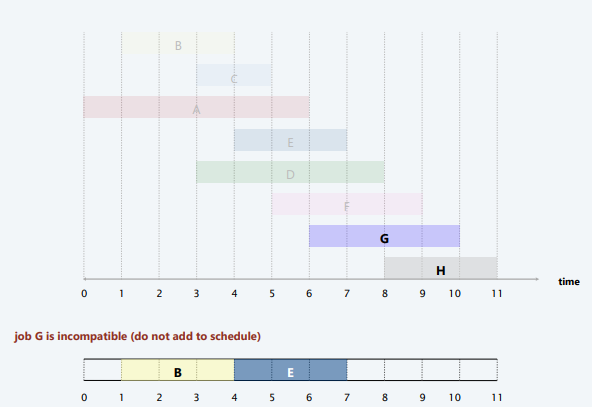 B
C
A
E
D
F
G
H
time
0 1 2 3 4 5 6 7 8 9 10 11
job G is incompatible (do not add to schedule)
B E
0 1 2 3 4 5 6 7 8 9 10 11